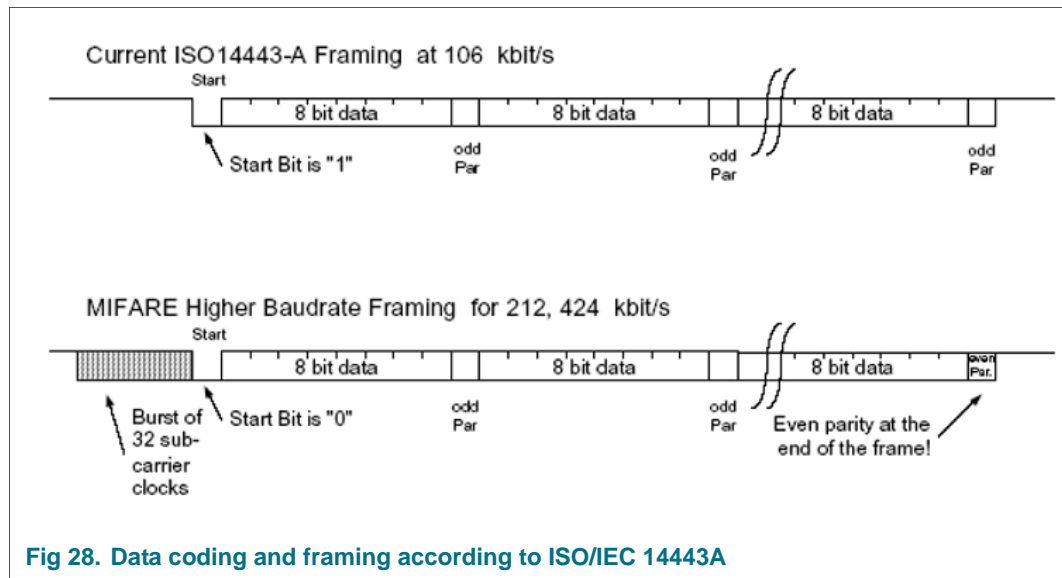 Current ISO14443-A Framing at 106 kbit/s
Start
8 bit data
8 bit data
8 bit data
Start Bit is "1"
odd
Par
odd
Par
odd
Par
MIFARE Higher Baudrate Framing for 212, 424 kbit/s
Start
8 bit data
8 bit data
8 bit data
even
Par.
Burst of
32 sub-
carrier
clocks
Start Bit is "0"
odd
Par
odd
Par
Even parity at the
end of the frame!
Fig 28. Data coding and framing according to ISO/IEC 14443A